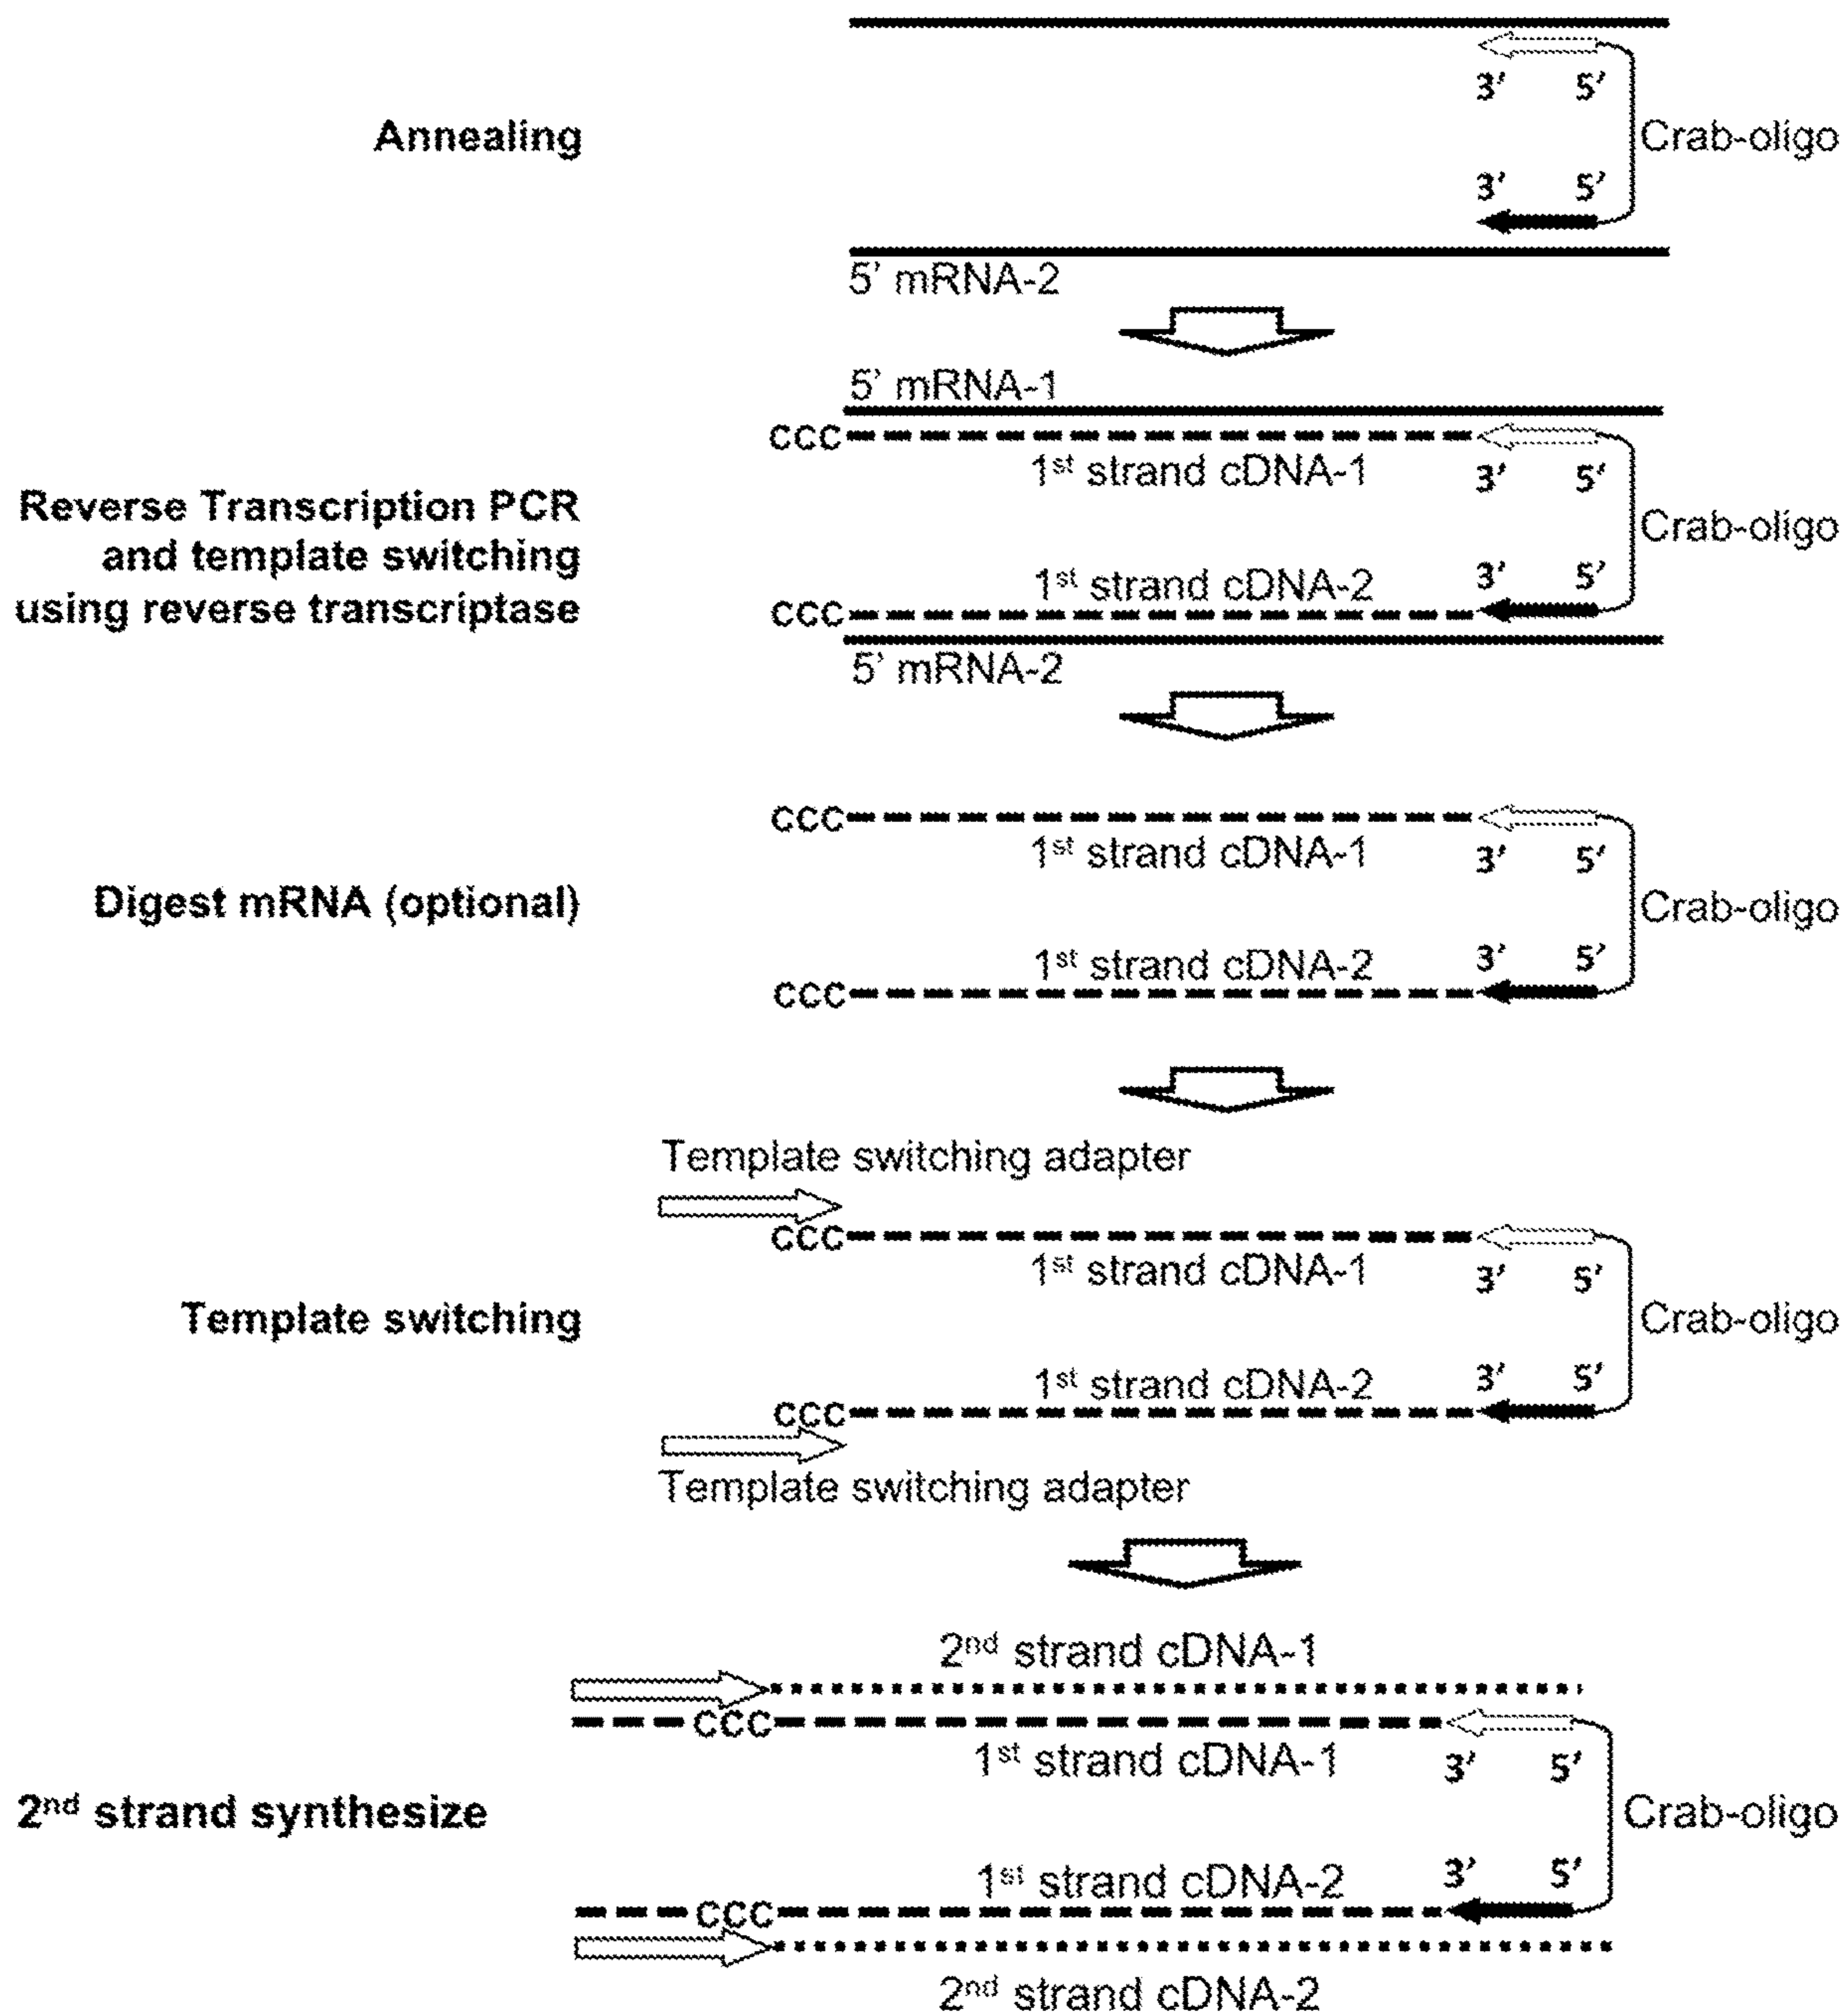 3′ 5′
Annealing
Crab-oligo
3′ 5′
5′ mRNA-2
5′ mRNA-1
CCC
1st strand cDNA-1
3′ 5′
Reverse Transcription PCR
and template switching
using reverse transcriptase
Crab-oligo
1st strand cDNA-2
3′ 5′
CCC
5′ mRNA-2
CCC
1st strand cDNA-1
3′ 5′
Digest mRNA (optional)
Crab-oligo
1st strand cDNA-2
3′ 5′
CCC
Template switching adapter
CCC
1st strand cDNA-1
3′ 5′
Template switching
Crab-oligo
1st strand cDNA-2
3′ 5′
CCC
Template switching adapter
2nd strand cDNA-1
CCC
1st strand cDNA-1
3′ 5′
2nd strand synthesize
Crab-oligo
1st strand cDNA-2
3′ 5′
CCC
2nd strand cDNA-2